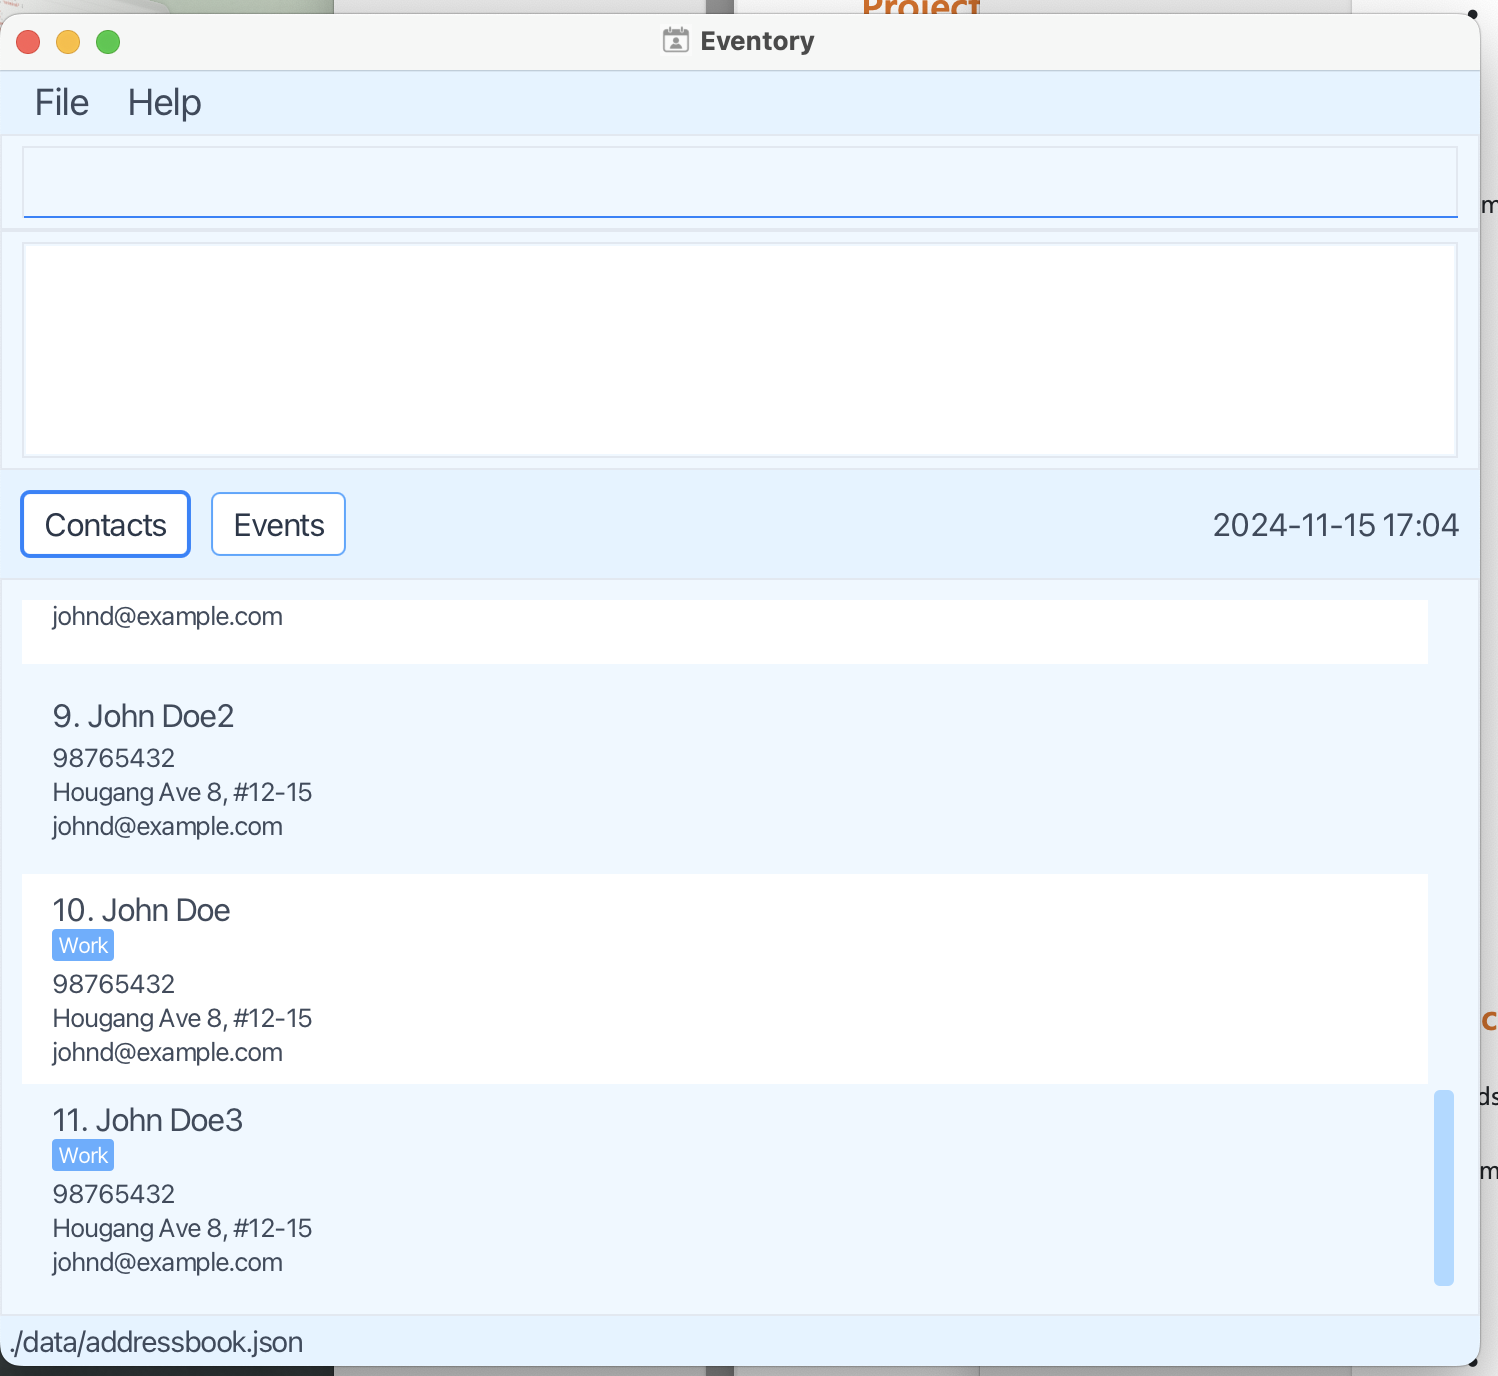 Project
Eventory
File Help
Contacts Events 2024-11-15 17:04
johnd@example.com
9. John Doe2
98765432
Hougang Ave 8, #12-15
johnd@example.com
10. John Doe
Work
98765432
Hougang Ave 8, #12-15
johnd@example.com
11. John Doe3
Work
98765432
Hougang Ave 8, #12-15
johnd@example.com
./data/addressbook.json